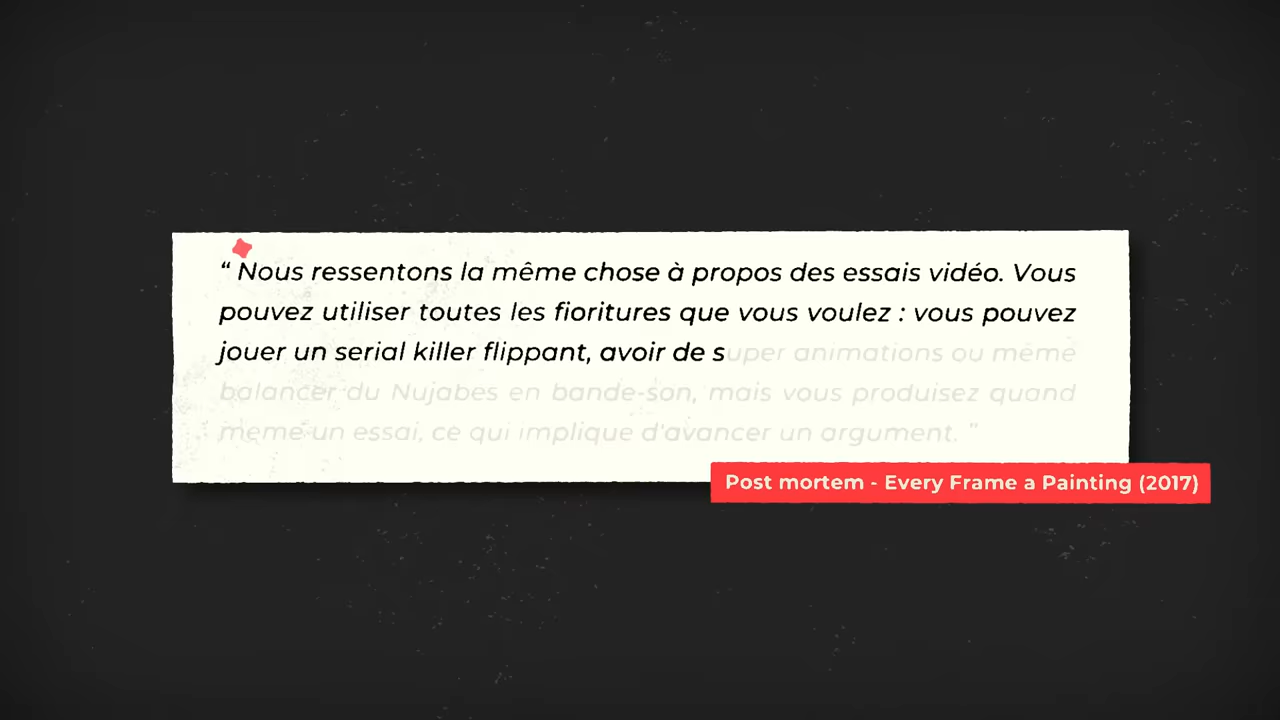 “ Nous ressentons la même chose à propos des essais vidéo. Vous
pouvez utiliser toutes les fioritures que vous voulez : vous pouvez
jouer un serial killer flippant, avoir de super animations ou même
balancer du Nujabes en bande-son, mais vous produisez quand
meme un essai, ce qui implique d'avancer un argument. ”
Post mortem - Every Frame a Painting (2017)